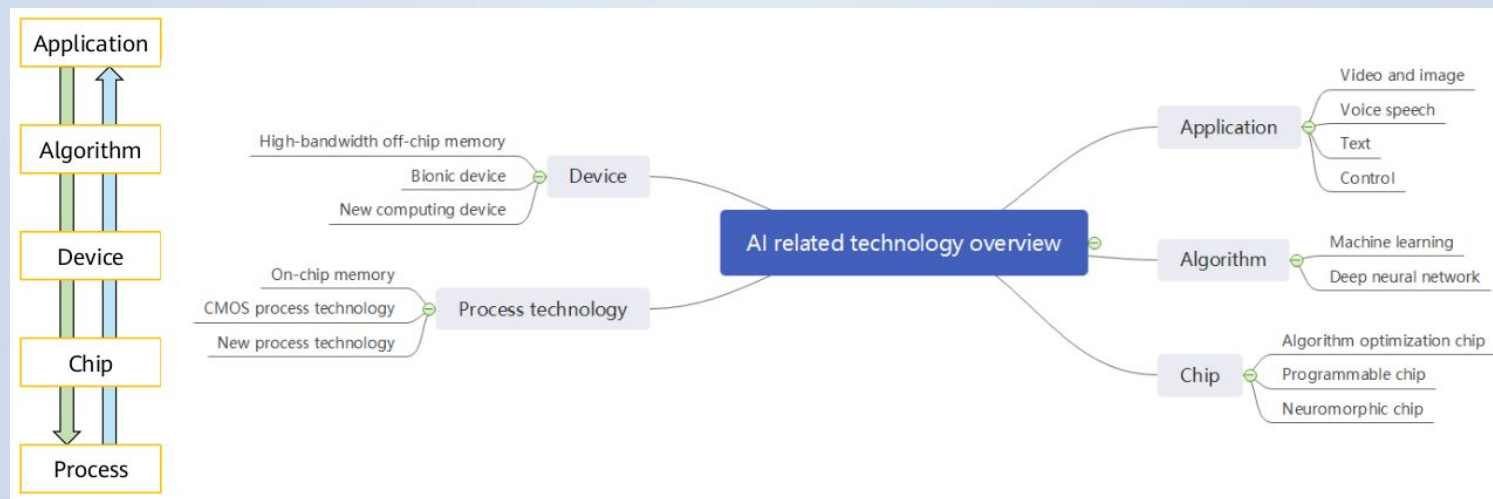 Application
Algorithm
Device
Chip
Process
High-bandwidth off-chip memory
Bionic device
New computing device
Device
On-chip memory
CMOS process technology
New process technology
Process technology
AI related technology overview
Application
Video and image
Voice speech
Text
Control
Algorithm
Machine learning
Deep neural network
Chip
Algorithm optimization chip
Programmable chip
Neuromorphic chip